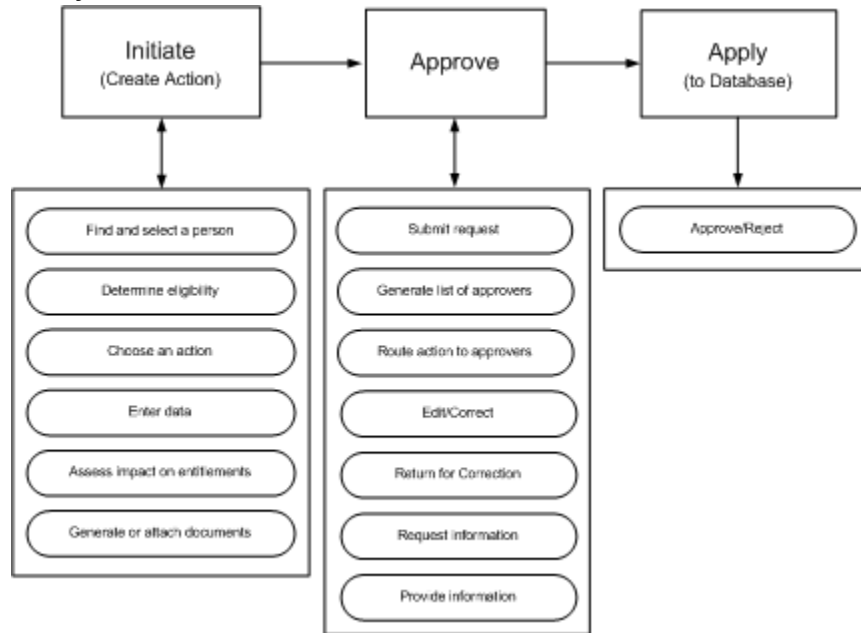 Initiate
(Create Action)
Approve
Apply
(to Database)
Find and select a person
Determine eligibility
Choose an action
Enter data
Assess impact on entitlements
Generate or attach documents
Submit request
Generate list of approvers
Route action to approvers
Edit/Correct
Return for Correction
Request information
Provide information
Approve/Reject